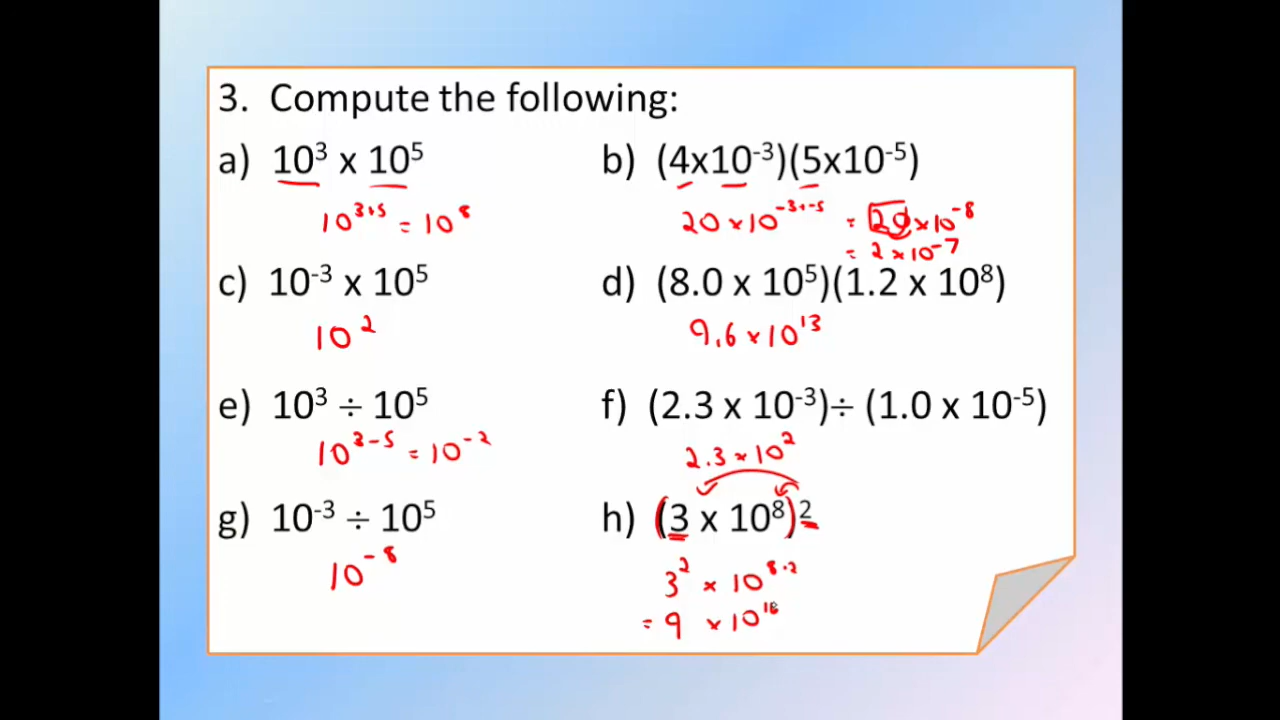 3. Compute the following:
a) 10³ x 10⁵
10³⁺⁵ = 10⁸
b) (4x10⁻³)(5x10⁻⁵)
20 × 10⁻³⁺⁻⁵ = 20 × 10⁻⁸
= 2 × 10⁻⁷
c) 10⁻³ x 10⁵
10²
d) (8.0 x 10⁵)(1.2 x 10⁸)
9.6 × 10¹³
e) 10³ ÷ 10⁵
10³⁻⁵ = 10⁻²
f) (2.3 x 10⁻³)÷ (1.0 x 10⁻⁵)
2.3 × 10²
g) 10⁻³ ÷ 10⁵
10⁻⁸
h) (3 x 10⁸)²
3² × 10⁸·²
= 9 × 10¹⁶